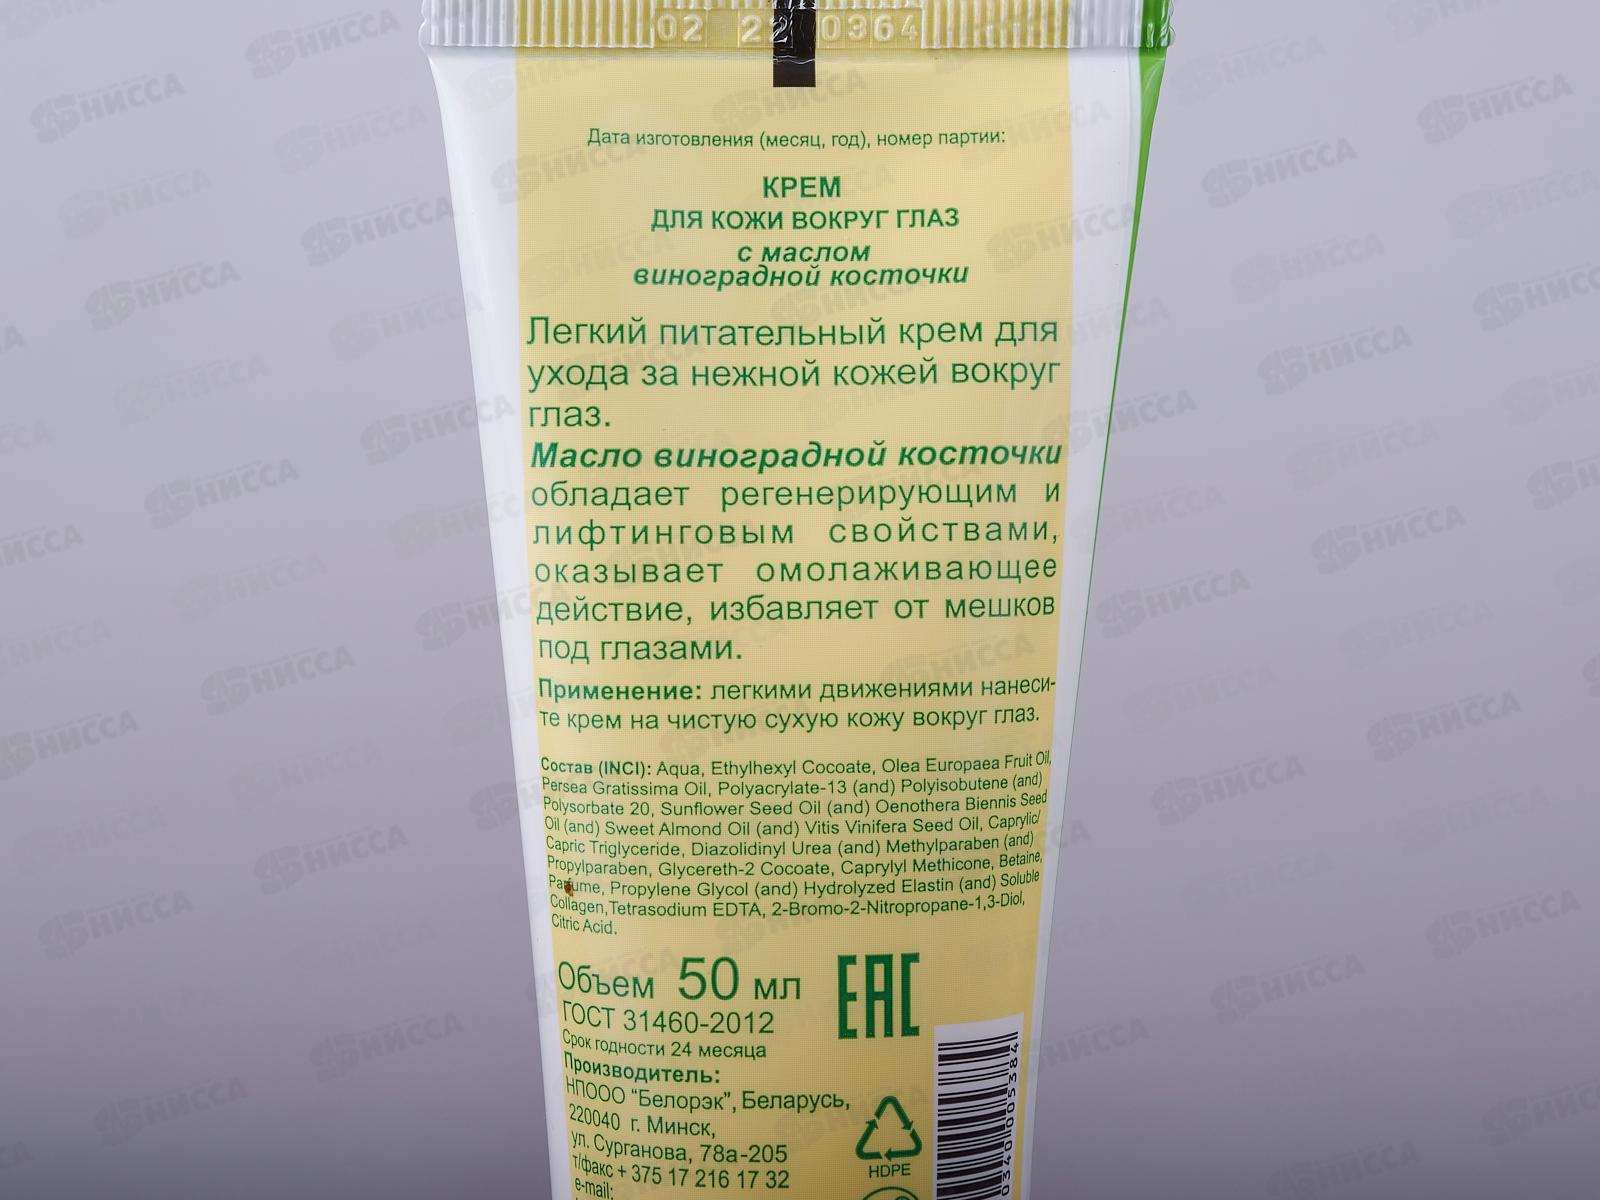 02 22 0364
Дата изготовления (месяц, год), номер партии:
КРЕМ
ДЛЯ КОЖИ ВОКРУГ ГЛАЗ
с маслом
виноградной косточки
Легкий питательный крем для
ухода за нежной кожей вокруг
глаз.
Масло виноградной косточки
обладает регенерирующим и
лифтинговым свойствами,
оказывает омолаживающее
действие, избавляет от мешков
под глазами.
Применение: легкими движениями нанеси-
те крем на чистую сухую кожу вокруг глаз.
Состав (INCI): Aqua, Ethylhexyl Cocoate, Olea Europaea Fruit Oil,
Persea Gratissima Oil, Polyacrylate-13 (and) Polyisobutene (and)
Polysorbate 20, Sunflower Seed Oil (and) Oenothera Biennis Seed
Oil (and) Sweet Almond Oil (and) Vitis Vinifera Seed Oil, Caprylic/
Capric Triglyceride, Diazolidinyl Urea (and) Methylparaben (and)
Propylparaben, Glycereth-2 Cocoate, Caprylyl Methicone, Betaine,
Parfume, Propylene Glycol (and) Hydrolyzed Elastin (and) Soluble
Collagen, Tetrasodium EDTA, 2-Bromo-2-Nitropropane-1,3-Diol,
Citric Acid.
Объем 50 мл
EAC
ГОСТ 31460-2012
Срок годности 24 месяца
Производитель:
НПООО "Белорэк", Беларусь,
220040 г. Минск,
ул. Сурганова, 78а-205
т/факс + 375 17 216 17 32
e-mail:
HDPE
0340 005384
НИССА